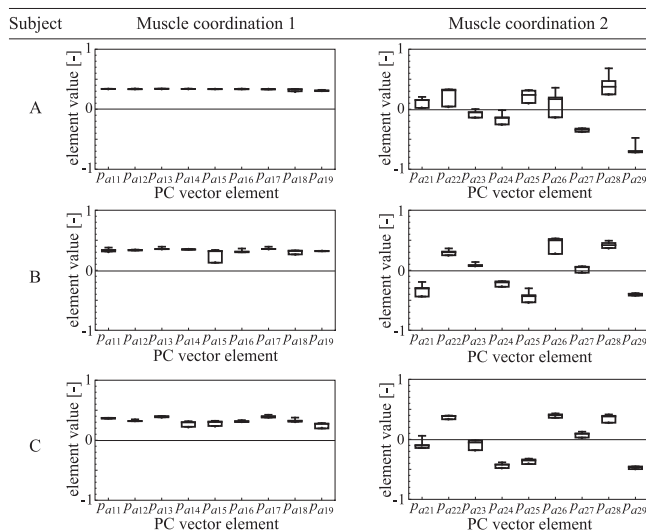 Subject Muscle coordination 1 Muscle coordination 2
A
element value [-]
1
0
-1
pa11 pa12 pa13 pa14 pa15 pa16 pa17 pa18 pa19
PC vector element
element value [-]
1
0
-1
pa21 pa22 pa23 pa24 pa25 pa26 pa27 pa28 pa29
PC vector element
B
element value [-]
1
0
-1
pa11 pa12 pa13 pa14 pa15 pa16 pa17 pa18 pa19
PC vector element
element value [-]
1
0
-1
pa21 pa22 pa23 pa24 pa25 pa26 pa27 pa28 pa29
PC vector element
C
element value [-]
1
0
-1
pa11 pa12 pa13 pa14 pa15 pa16 pa17 pa18 pa19
PC vector element
element value [-]
1
0
-1
pa21 pa22 pa23 pa24 pa25 pa26 pa27 pa28 pa29
PC vector element